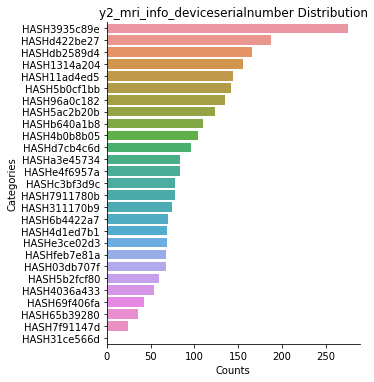 y2_mri_info_deviceserialnumber Distribution
HASH3935c89e
HASHd422be27
HASHdb2589d4
HASH1314a204
HASH11ad4ed5
HASH5b0cf1bb
HASH96a0c182
HASH5ac2b20b
HASHb640a1b8
HASH4b0b8b05
HASHd7cb4c6d
HASHa3e45734
HASHe4f6957a
HASHc3bf3d9c
HASH7911780b
HASH311170b9
HASH6b4422a7
HASH4d1ed7b1
HASHe3ce02d3
HASHfeb7e81a
HASH03db707f
HASH5b2fcf80
HASH4036a433
HASH69f406fa
HASH65b39280
HASH7f91147d
HASH31ce566d
Categories
0 50 100 150 200 250
Counts